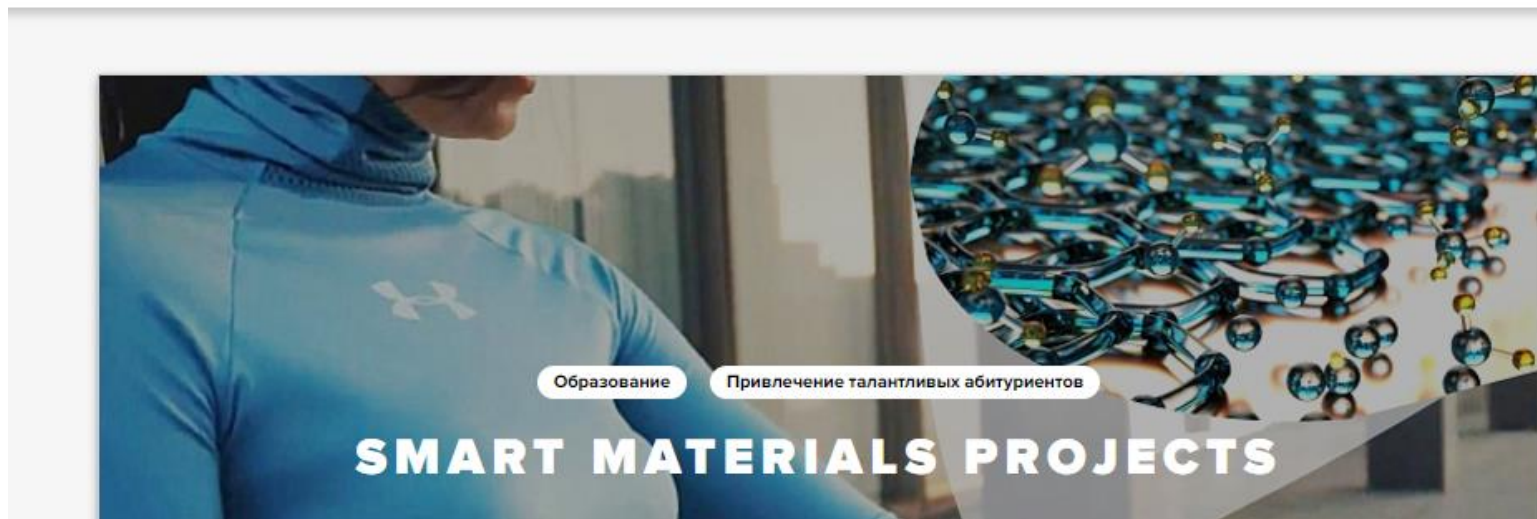 Образование Привлечение талантливых абитуриентов
SMART MATERIALS PROJECTS